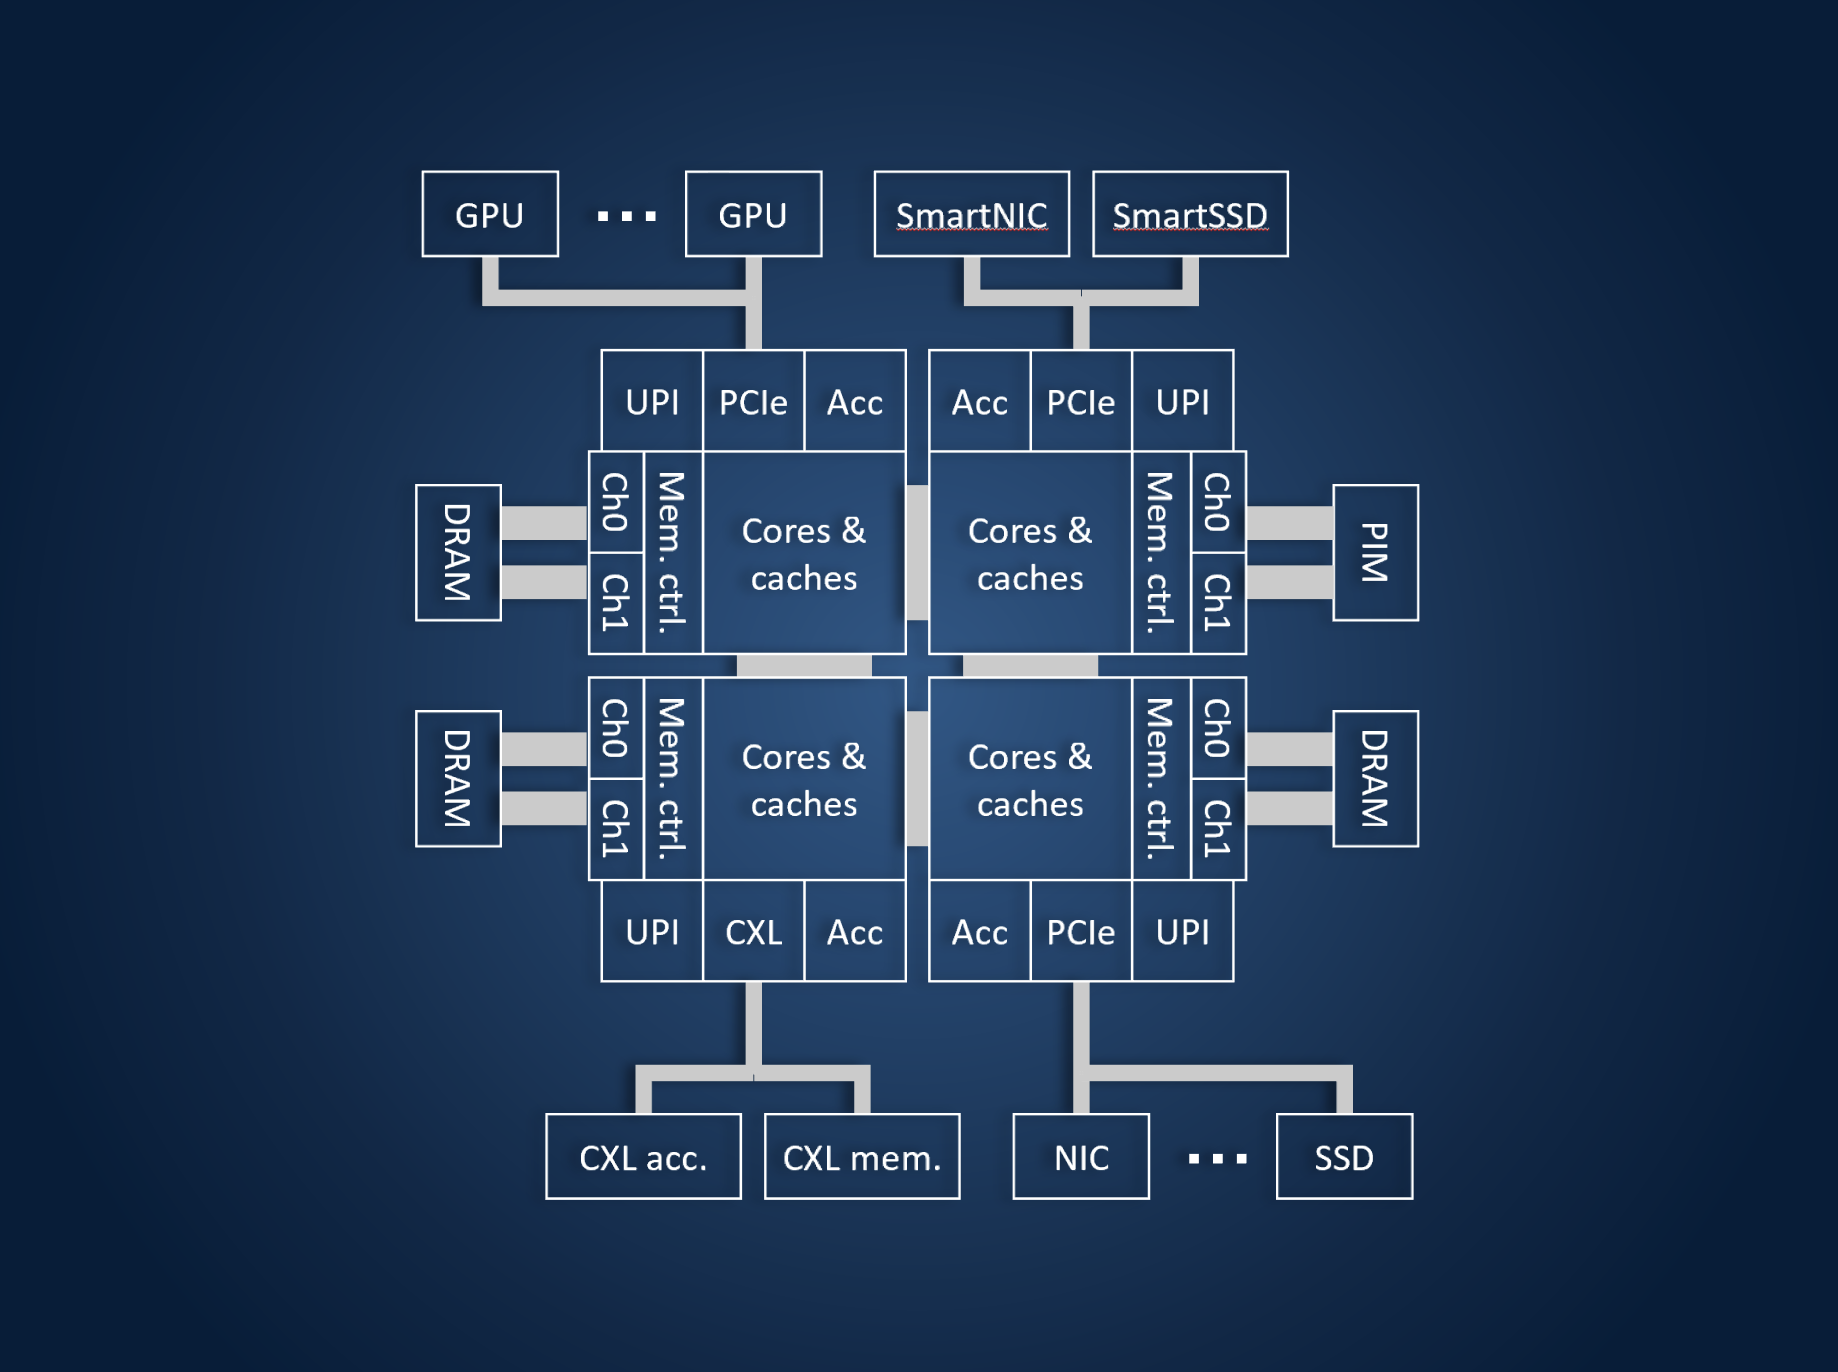 GPU
GPU
SmartNIC
SmartSSD
UPI
PCIe
Acc
Acc
PCIe
UPI
DRAM
Ch0
Ch1
Mem. ctrl.
Cores &
caches
Cores &
caches
Mem. ctrl.
Ch0
Ch1
PIM
DRAM
Ch0
Ch1
Mem. ctrl.
Cores &
caches
Cores &
caches
Mem. ctrl.
Ch0
Ch1
DRAM
UPI
CXL
Acc
Acc
PCIe
UPI
CXL acc.
CXL mem.
NIC
SSD